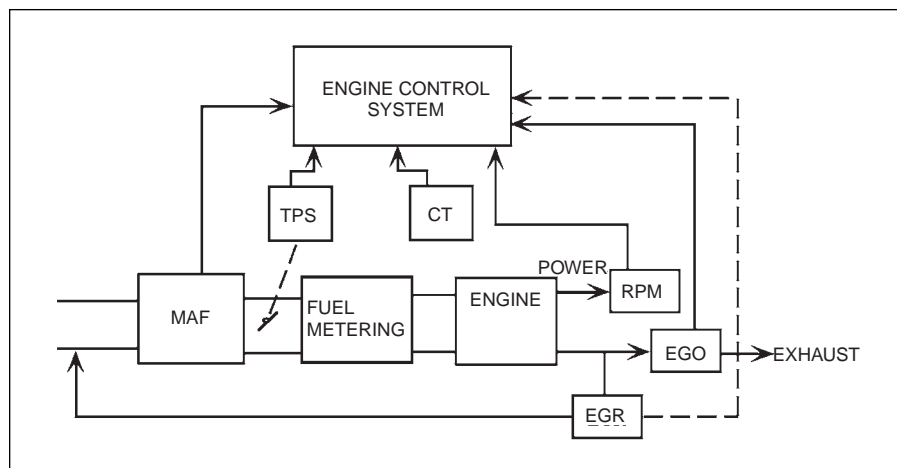 ENGINE CONTROL
SYSTEM
TPS
CT
POWER
MAF
FUEL
METERING
ENGINE
RPM
EGO
EXHAUST
EGR